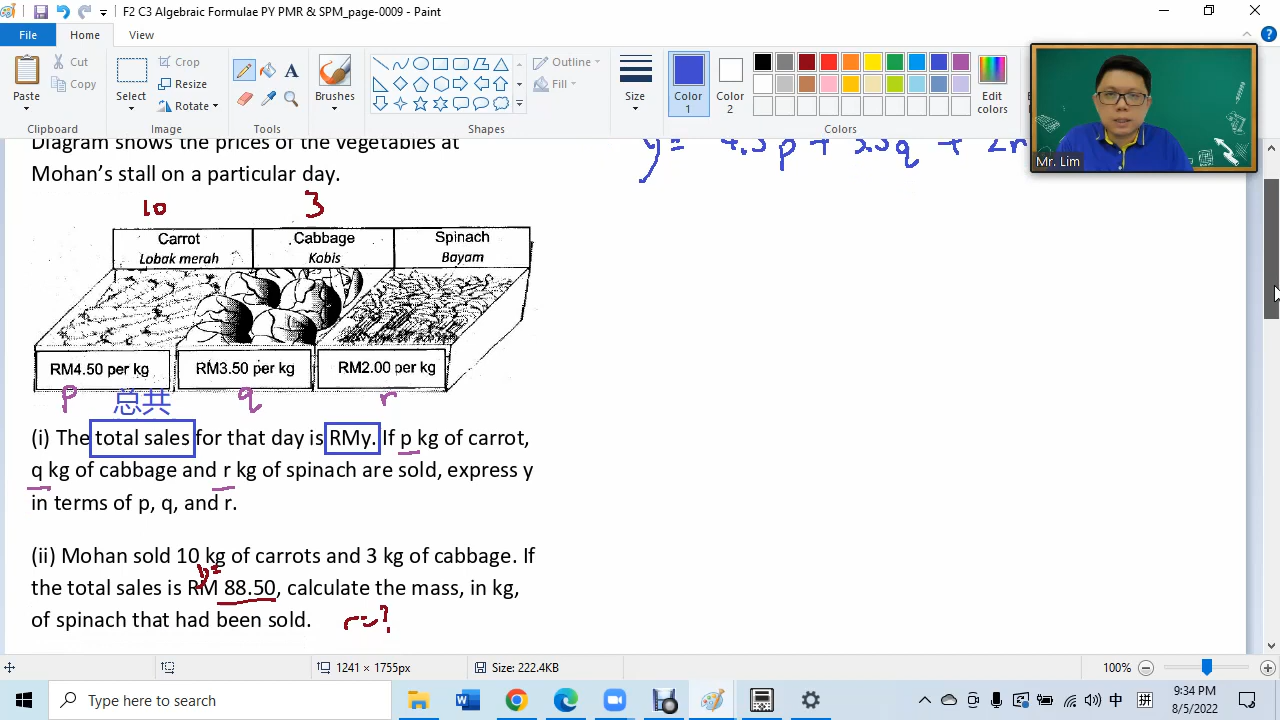 F2 C3 Algebraic Formulae PY PMR & SPM_page-0009 - Paint
File Home View
Paste Cut Copy Clipboard
Select Crop Resize Rotate Image
Tools
Brushes
Outline Fill Shapes
Size
Color 1 Color 2 Edit colors Colors
Mr. Lim
Diagram shows the prices of the vegetables at
y = 4.5p + 3.5q + 2r
Mohan's stall on a particular day.
10 3
Carrot Cabbage Spinach
Lobak merah Kobis Bayam
RM4.50 per kg RM3.50 per kg RM2.00 per kg
p 总共 q r
(i) The total sales for that day is RMy. If p kg of carrot,
q kg of cabbage and r kg of spinach are sold, express y
in terms of p, q, and r.
(ii) Mohan sold 10 kg of carrots and 3 kg of cabbage. If
y=
the total sales is RM 88.50, calculate the mass, in kg,
of spinach that had been sold. r=?
100%
1241 × 1755px
Size: 222.4KB
Type here to search
中 拼
9:34 PM
8/5/2022